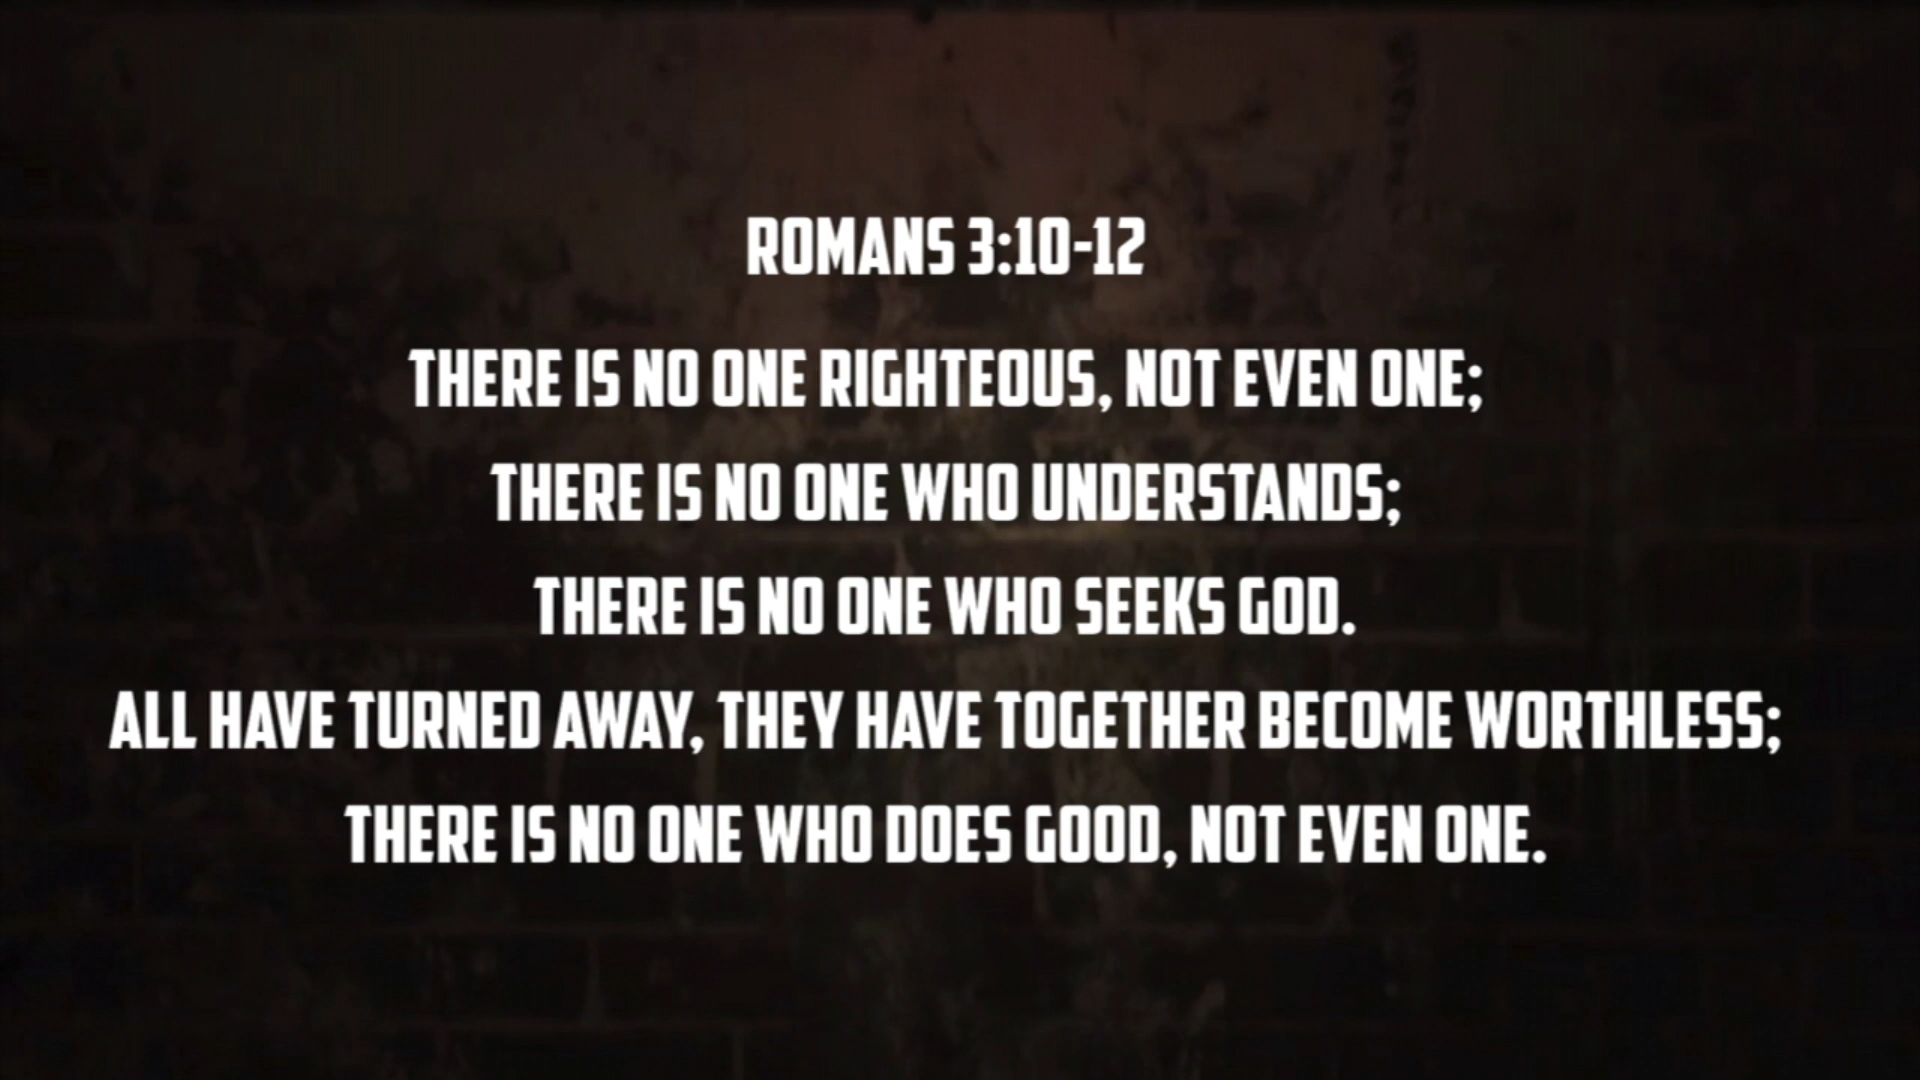 ROMANS 3:10-12
THERE IS NO ONE RIGHTEOUS, NOT EVEN ONE;
THERE IS NO ONE WHO UNDERSTANDS;
THERE IS NO ONE WHO SEEKS GOD.
ALL HAVE TURNED AWAY, THEY HAVE TOGETHER BECOME WORTHLESS;
THERE IS NO ONE WHO DOES GOOD, NOT EVEN ONE.